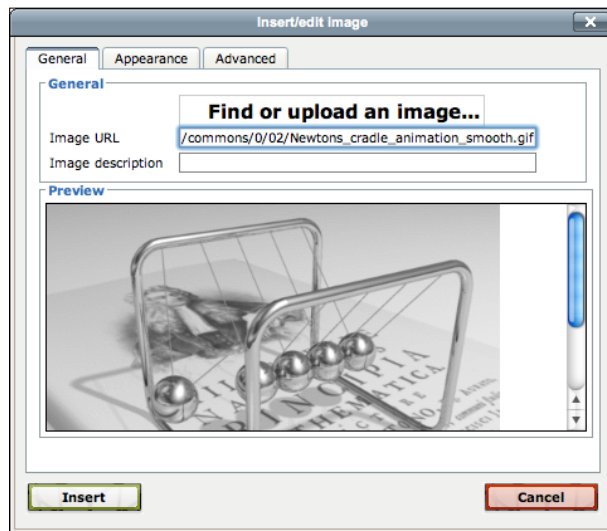 Insert/edit image
General
Appearance
Advanced
General
Find or upload an image...
Image URL
/commons/0/02/Newtons_cradle_animation_smooth.gif
Image description
Preview
MATHEMATICA
Insert
Cancel